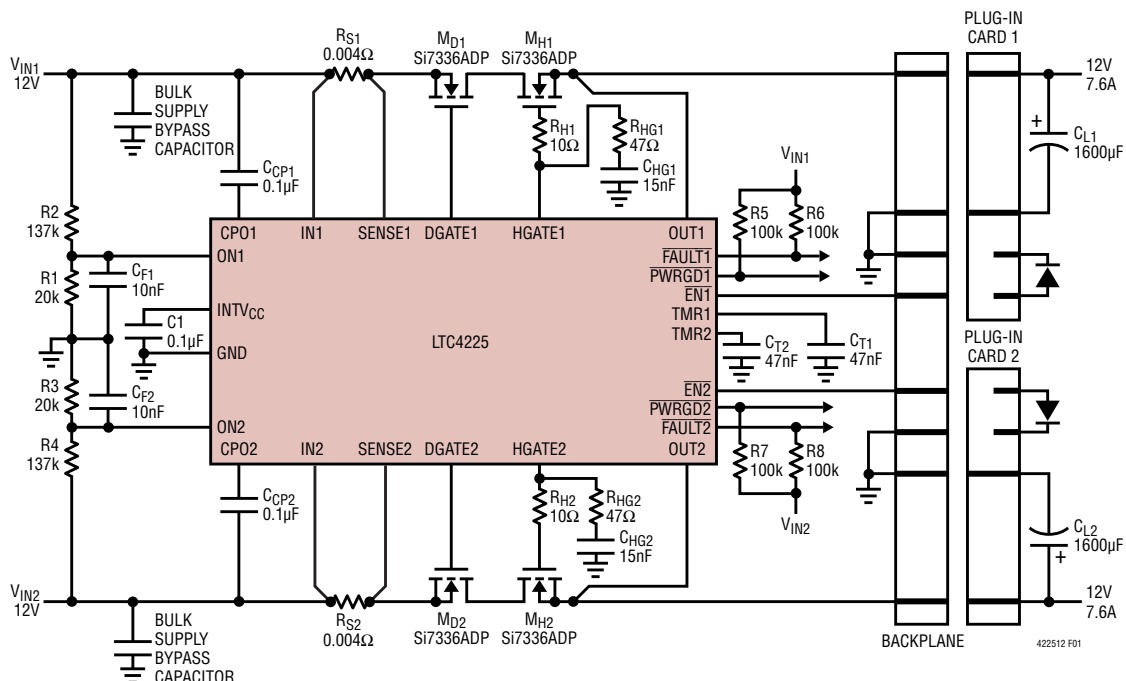 PLUG-IN
CARD 1
RS1
0.004Ω
MD1
Si7336ADP
MH1
Si7336ADP
VIN1
12V
12V
7.6A
BULK
SUPPLY
BYPASS
CAPACITOR
RH1
10Ω
RHG1
47Ω
CHG1
15nF
+
CL1
1600µF
CCP1
0.1µF
VIN1
R2
137k
R5
100k
R6
100k
CPO1
IN1
SENSE1
DGATE1
HGATE1
OUT1
ON1
FAULT1
PWRGD1
EN1
TMR1
TMR2
CF1
10nF
R1
20k
INTVCC
C1
0.1µF
GND
LTC4225
CT2
47nF
CT1
47nF
PLUG-IN
CARD 2
R3
20k
CF2
10nF
EN2
PWRGD2
FAULT2
ON2
R4
137k
CPO2
IN2
SENSE2
DGATE2
HGATE2
OUT2
R7
100k
R8
100k
VIN2
CCP2
0.1µF
RH2
10Ω
RHG2
47Ω
CHG2
15nF
CL2
1600µF
+
VIN2
12V
12V
7.6A
RS2
0.004Ω
MD2
Si7336ADP
MH2
Si7336ADP
BULK
SUPPLY
BYPASS
CAPACITOR
BACKPLANE
422512 F01